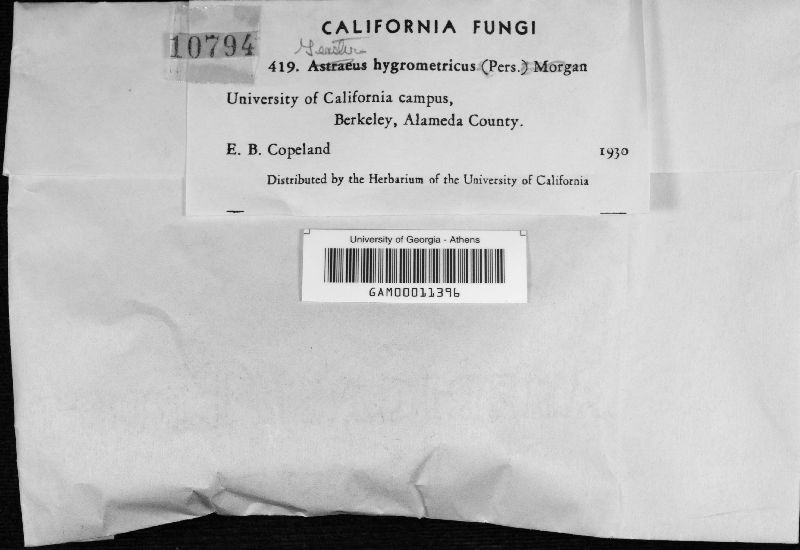 CALIFORNIA FUNGI
10794
Geaster
419. Astraeus hygrometricus (Pers.) Morgan
University of California campus,
Berkeley, Alameda County.
E. B. Copeland 1930
Distributed by the Herbarium of the University of California
University of Georgia - Athens
GAM00011396